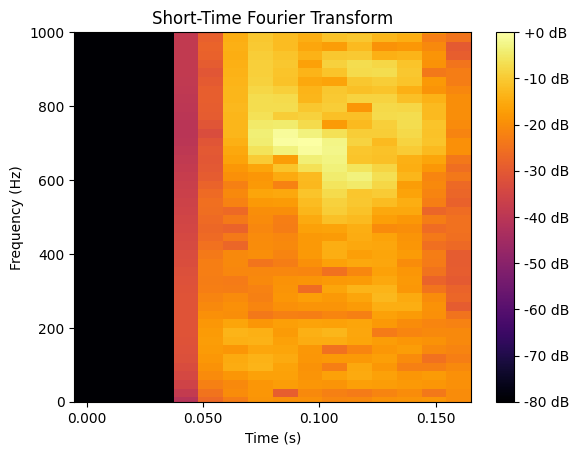 Short-Time Fourier Transform
1000
800
600
400
200
0
Frequency (Hz)
0.000
0.050
0.100
0.150
Time (s)
+0 dB
-10 dB
-20 dB
-30 dB
-40 dB
-50 dB
-60 dB
-70 dB
-80 dB